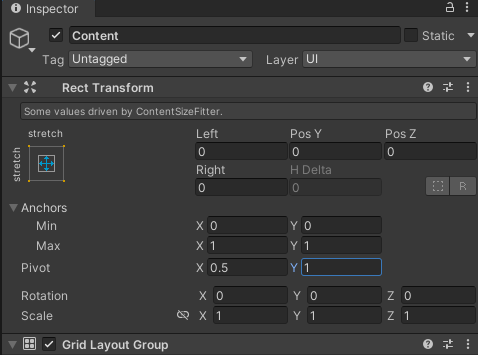 Inspector
Content
Static
Tag Untagged Layer UI
Rect Transform
Some values driven by ContentSizeFitter.
stretch
stretch
Left Pos Y Pos Z
0 0 0
Right H Delta
0 0
R
Anchors
Min X 0 Y 0
Max X 1 Y 1
Pivot X 0.5 Y 1
Rotation X 0 Y 0 Z 0
Scale X 1 Y 1 Z 1
Grid Layout Group